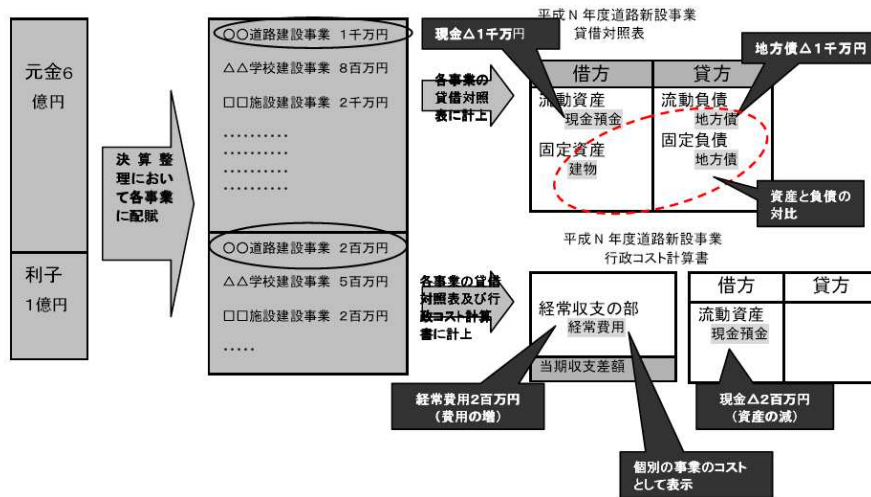 元金6
億円
利子
1億円
決算整
理におい
て各事業
に配賦
○○道路建設事業 1千万円
△△学校建設事業 8百万円
□□施設建設事業 2千万円
‥‥‥‥‥
‥‥‥‥‥
‥‥‥‥‥
‥‥‥‥‥
○○道路建設事業 2百万円
△△学校建設事業 5百万円
□□施設建設事業 2百万円
‥‥‥
各事業の
貸借対照
表に計上
各事業の貸借
対照表及び行
政コスト計算
書に計上
平成N年度道路新設事業
貸借対照表
現金△1千万円
地方債△1千万円
借方
貸方
流動資産
現金預金
固定資産
建物
流動負債
地方債
固定負債
地方債
資産と負債の
対比
平成N年度道路新設事業
行政コスト計算書
経常収支の部
経常費用
当期収支差額
借方
貸方
流動資産
現金預金
経常費用2百万円
(費用の増)
現金△2百万円
(資産の減)
個別の事業のコスト
として表示